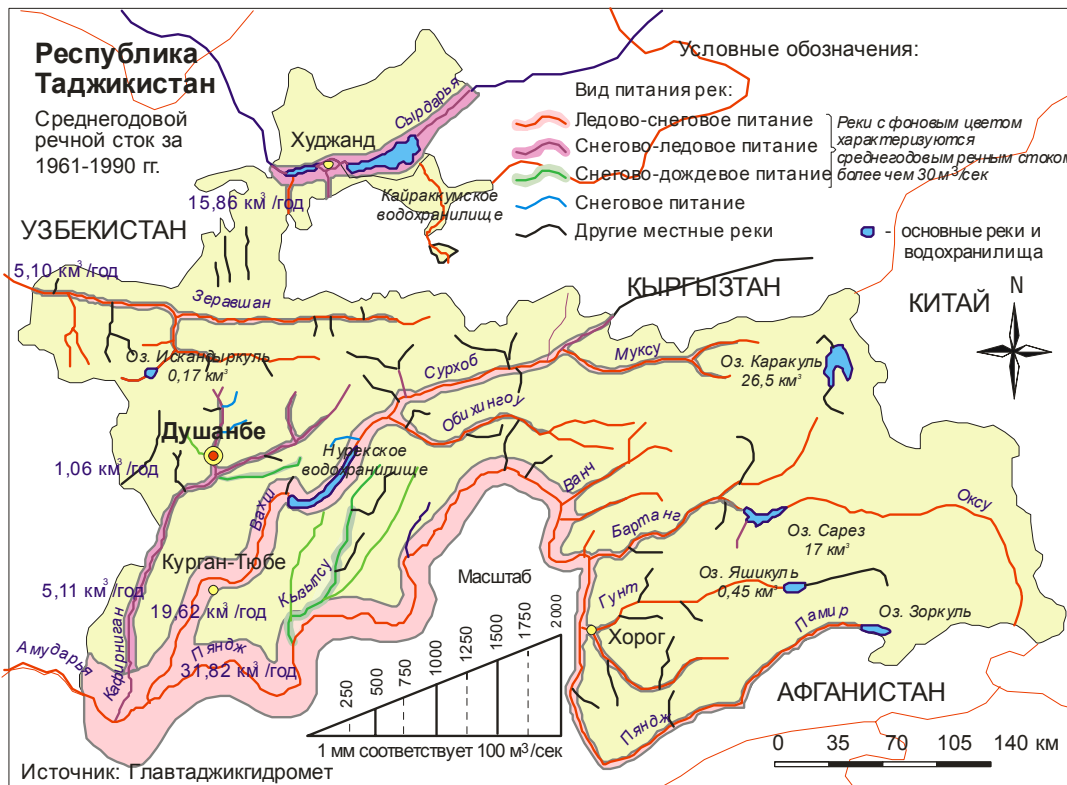 Республика
Таджикистан
Среднегодовой
речной сток за
1961-1990 гг.
Условные обозначения:
Вид питания рек:
Ледово-снеговое питание
Снегово-ледовое питание
Снегово-дождевое питание
Снеговое питание
Другие местные реки
Реки с фоновым цветом
характеризуются
среднегодовым речным стоком
более чем 30 м³/сек
- основные реки и
водохранилища
Сырдарья
Худжанд
Кайраккумское
водохранилище
15,86 км³/год
УЗБЕКИСТАН
5,10 км³/год
КЫРГЫЗТАН
КИТАЙ
N
Зеравшан
Оз. Искандыркуль
0,17 км³
Сурхоб
Муксу
Оз. Каракуль
26,5 км³
Обихингоу
Душанбе
Нурекское
водохранилище
1,06 км³/год
Вахш
Ванч
Бартанг
Оксу
Оз. Сарез
17 км³
Курган-Тюбе
Кызылсу
Масштаб
Оз. Яшикуль
0,45 км³
5,11 км³/год
19,62 км³/год
Гунт
Памир
Оз. Зоркуль
Хорог
Кафирниган
Пяндж
31,82 км³/год
Амударья
250
500
750
1000
1250
1500
1750
2000
АФГАНИСТАН
Пяндж
1 мм соответствует 100 м³/сек
0 35 70 105 140 км
Источник: Главтаджикгидромет